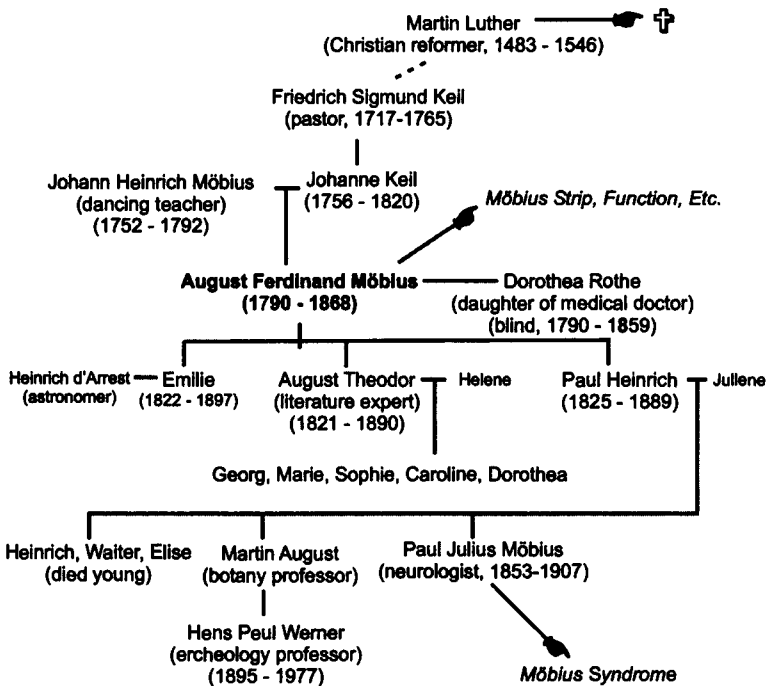 Martin Luther
(Christian reformer, 1483 - 1546)
Friedrich Sigmund Keil
(pastor, 1717-1765)
Johann Heinrich Möbius
(dancing teacher)
(1752 - 1792)
Johanne Keil
(1756 - 1820)
Möbius Strip, Function, Etc.
August Ferdinand Möbius
(1790 - 1868)
Dorothea Rothe
(daughter of medical doctor)
(blind, 1790 - 1859)
Heinrich d'Arrest
(astronomer)
Emilie
(1822 - 1897)
August Theodor
(literature expert)
(1821 - 1890)
Helene
Paul Heinrich
(1825 - 1889)
Juliene
Georg, Marie, Sophie, Caroline, Dorothea
Heinrich, Waiter, Elise
(died young)
Martin August
(botany professor)
Paul Julius Möbius
(neurologist, 1853-1907)
Hens Peul Werner
(ercheology professor)
(1895 - 1977)
Möbius Syndrome